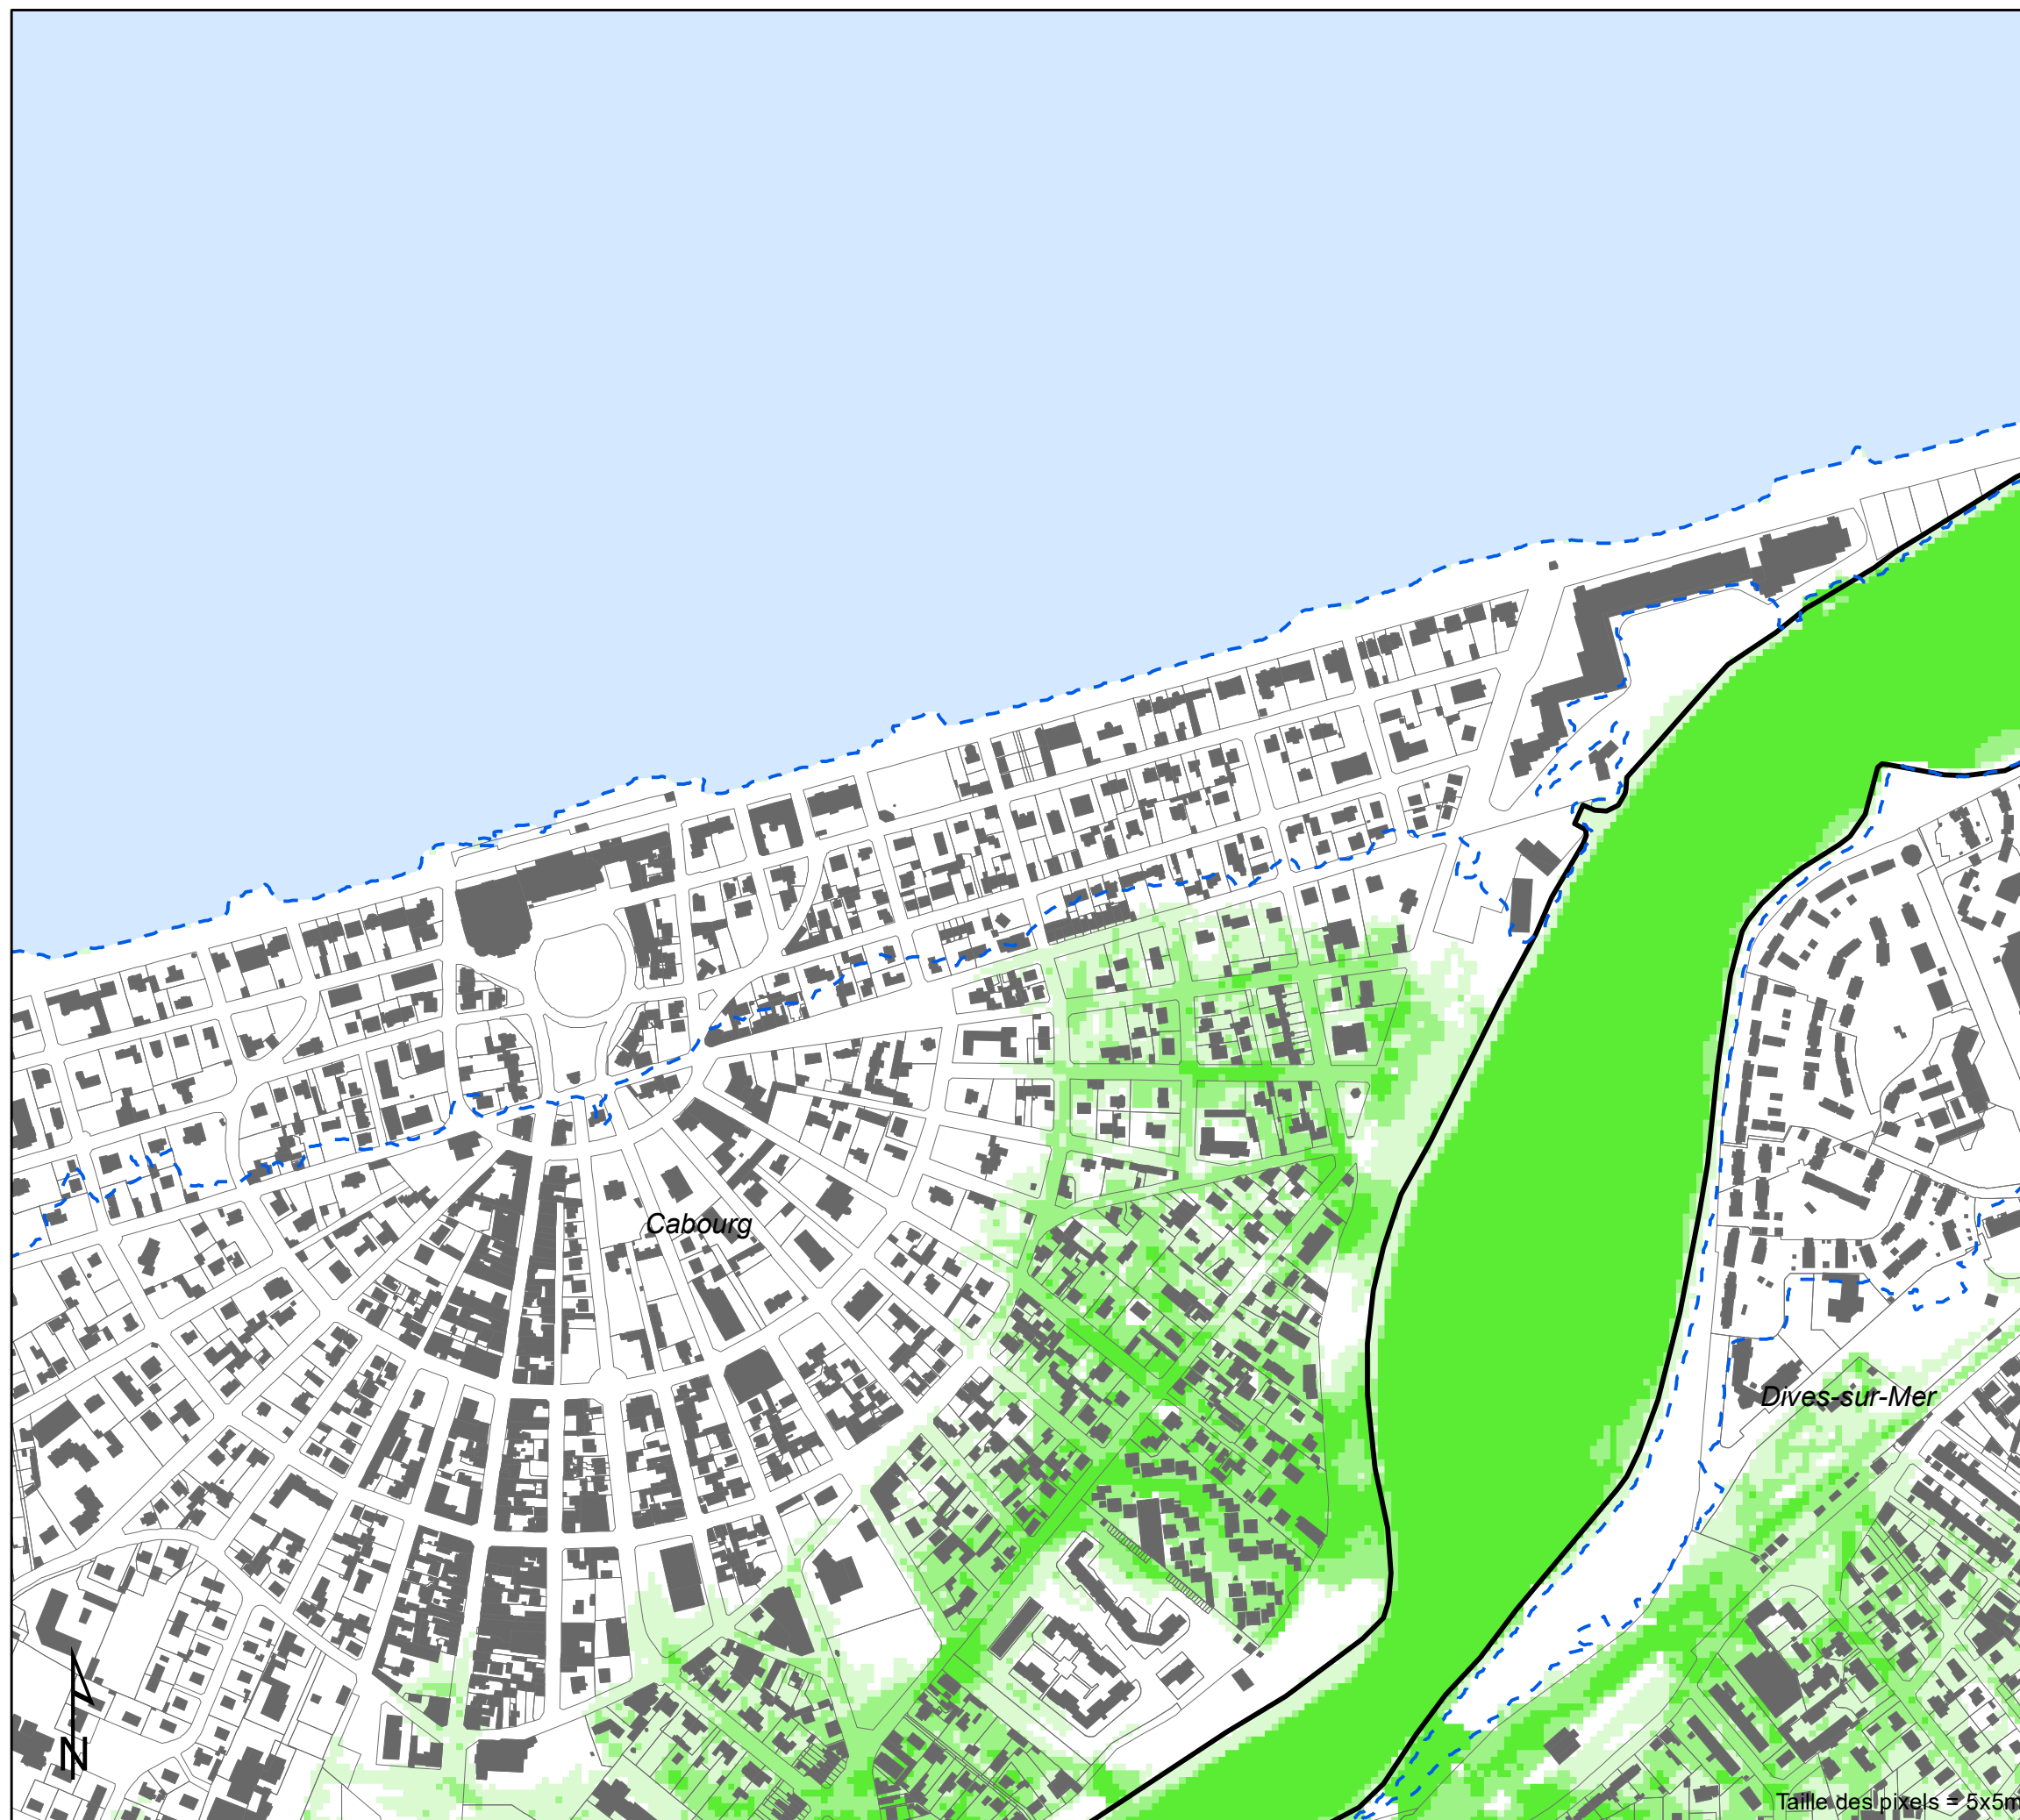 Cabourg
Dives-sur-Mer
N
Taille des pixels = 5x5m